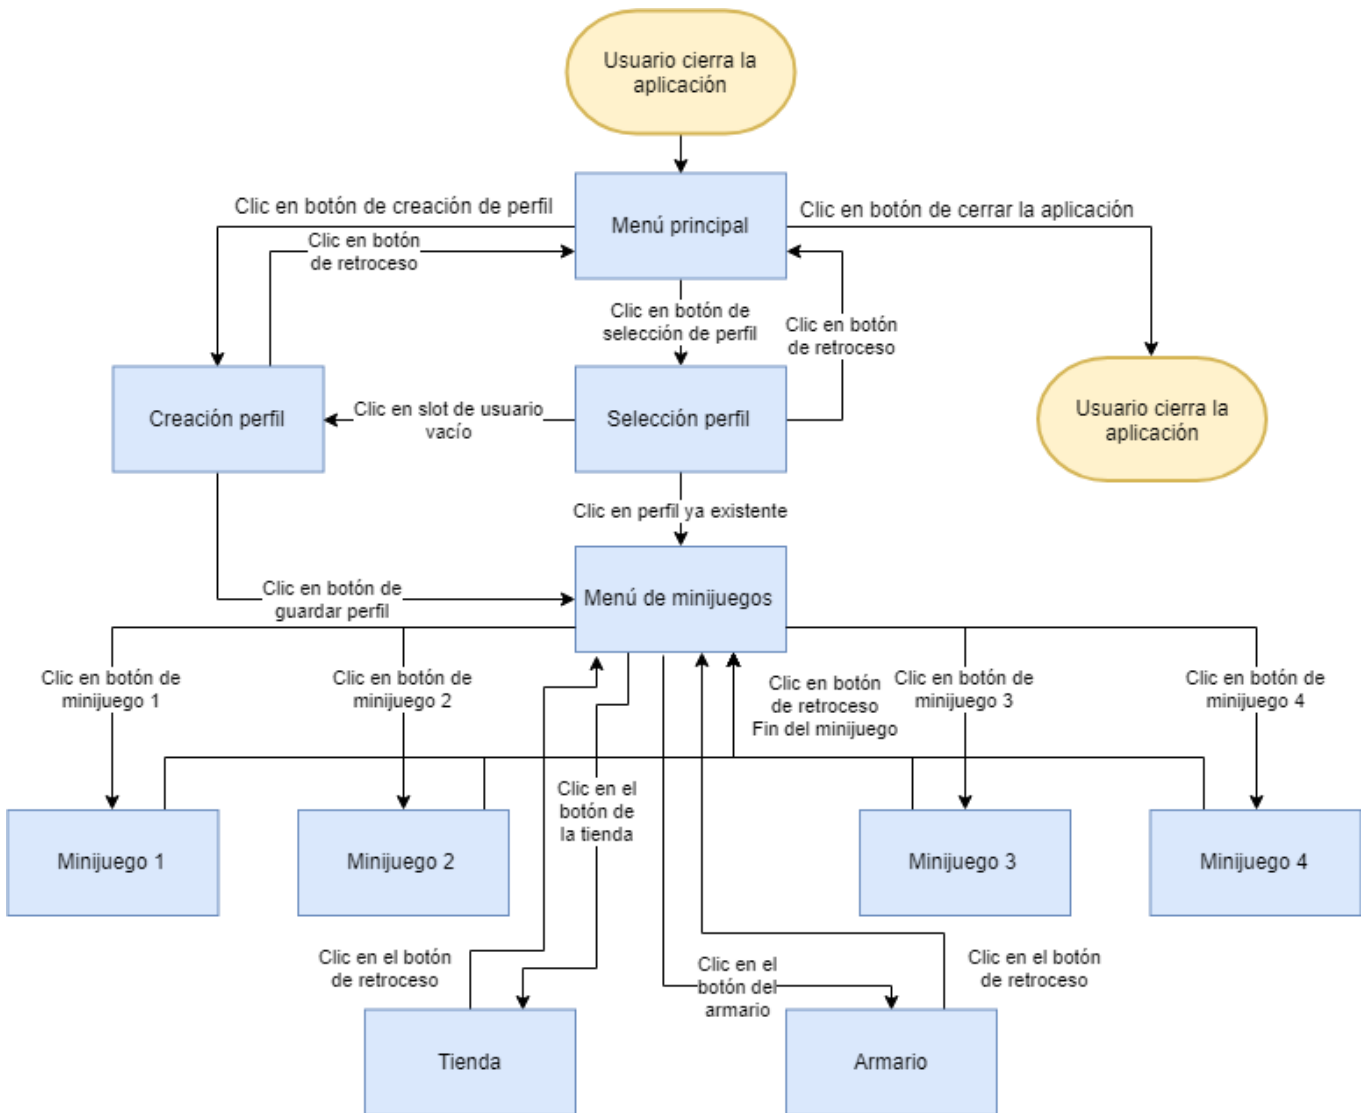 Usuario cierra la
aplicación
Clic en botón de creación de perfil
Menú principal
Clic en botón de cerrar la aplicación
Clic en botón
de retroceso
Clic en botón de
selección de perfil
Clic en botón
de retroceso
Creación perfil
Clic en slot de usuario
vacío
Selección perfil
Usuario cierra la
aplicación
Clic en perfil ya existente
Clic en botón de
guardar perfil
Menú de minijuegos
Clic en botón de
minijuego 1
Clic en botón de
minijuego 2
Clic en botón
de retroceso
Fin del minijuego
Clic en botón de
minijuego 3
Clic en botón de
minijuego 4
Clic en el
botón de
la tienda
Minijuego 1
Minijuego 2
Minijuego 3
Minijuego 4
Clic en el botón
de retroceso
Clic en el
botón del
armario
Clic en el botón
de retroceso
Tienda
Armario